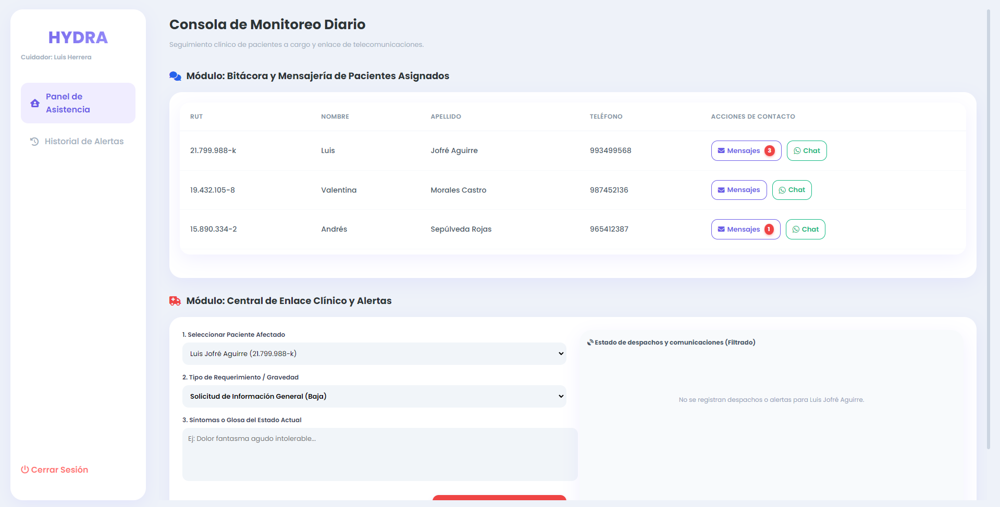 HYDRA
Cuidador: Luis Herrera
Panel de
Asistencia
Historial de Alertas
Cerrar Sesión
Consola de Monitoreo Diario
Seguimiento clínico de pacientes a cargo y enlace de telecomunicaciones.
Módulo: Bitácora y Mensajería de Pacientes Asignados
RUT NOMBRE APELLIDO TELÉFONO ACCIONES DE CONTACTO
21.799.988-k Luis Jofré Aguirre 993499568 Mensajes 3 Chat
19.432.105-8 Valentina Morales Castro 987452136 Mensajes Chat
15.890.334-2 Andrés Sepúlveda Rojas 965412387 Mensajes 1 Chat
Módulo: Central de Enlace Clínico y Alertas
1. Seleccionar Paciente Afectado
Luis Jofré Aguirre (21.799.988-k)
2. Tipo de Requerimiento / Gravedad
Solicitud de Información General (Baja)
3. Síntomas o Glosa del Estado Actual
Ej: Dolor fantasma agudo intolerable...
Estado de despachos y comunicaciones (Filtrado)
No se registran despachos o alertas para Luis Jofré Aguirre.